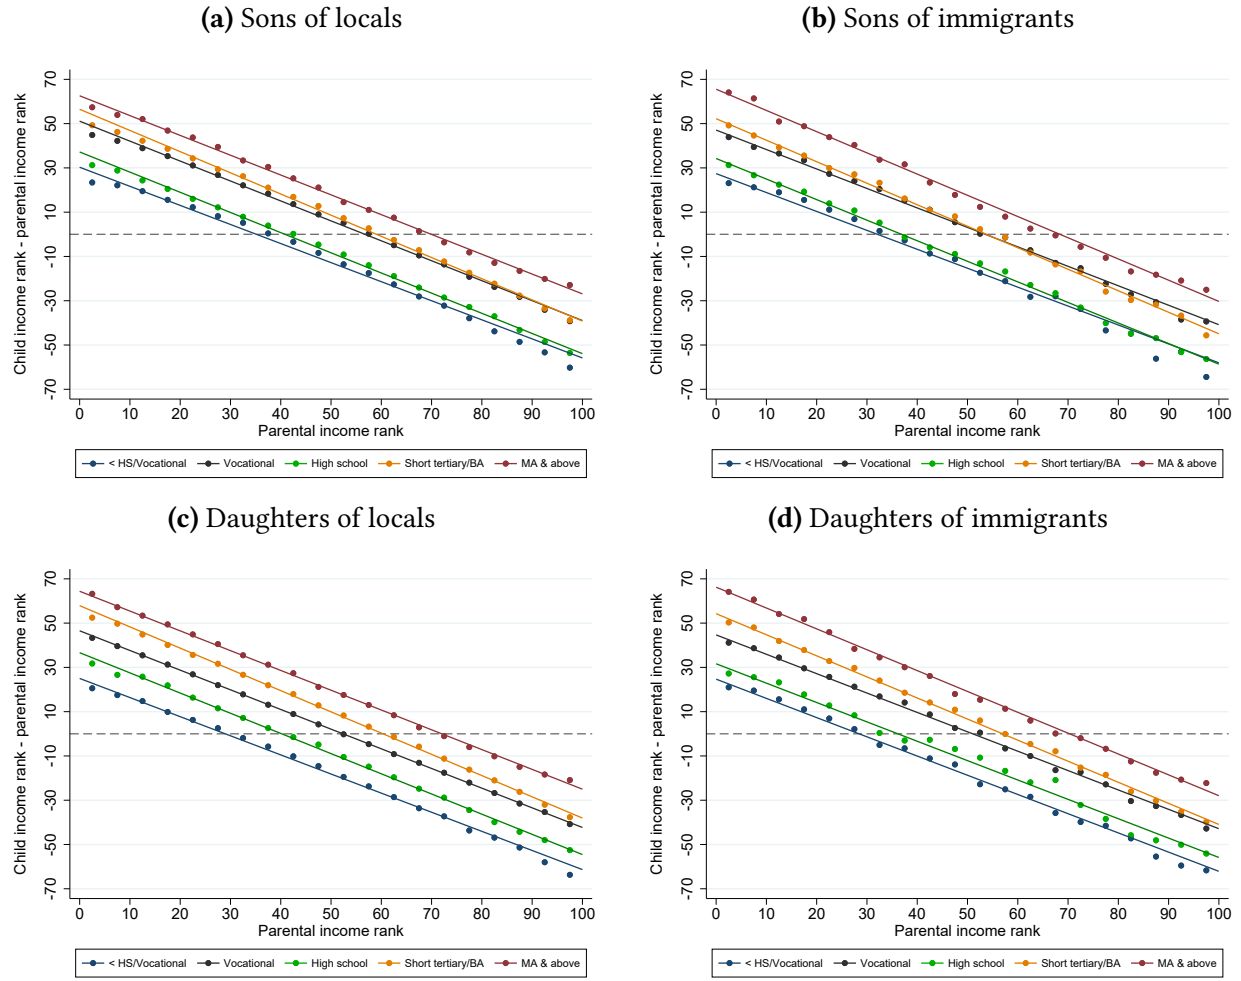 (a) Sons of locals
Child income rank - parental income rank
70
50
30
10
-10
-30
-50
-70
0 10 20 30 40 50 60 70 80 90 100
Parental income rank
< HS/Vocational Vocational High school Short tertiary/BA MA & above
(b) Sons of immigrants
Child income rank - parental income rank
70
50
30
10
-10
-30
-50
-70
0 10 20 30 40 50 60 70 80 90 100
Parental income rank
< HS/Vocational Vocational High school Short tertiary/BA MA & above
(c) Daughters of locals
Child income rank - parental income rank
70
50
30
10
-10
-30
-50
-70
0 10 20 30 40 50 60 70 80 90 100
Parental income rank
< HS/Vocational Vocational High school Short tertiary/BA MA & above
(d) Daughters of immigrants
Child income rank - parental income rank
70
50
30
10
-10
-30
-50
-70
0 10 20 30 40 50 60 70 80 90 100
Parental income rank
< HS/Vocational Vocational High school Short tertiary/BA MA & above